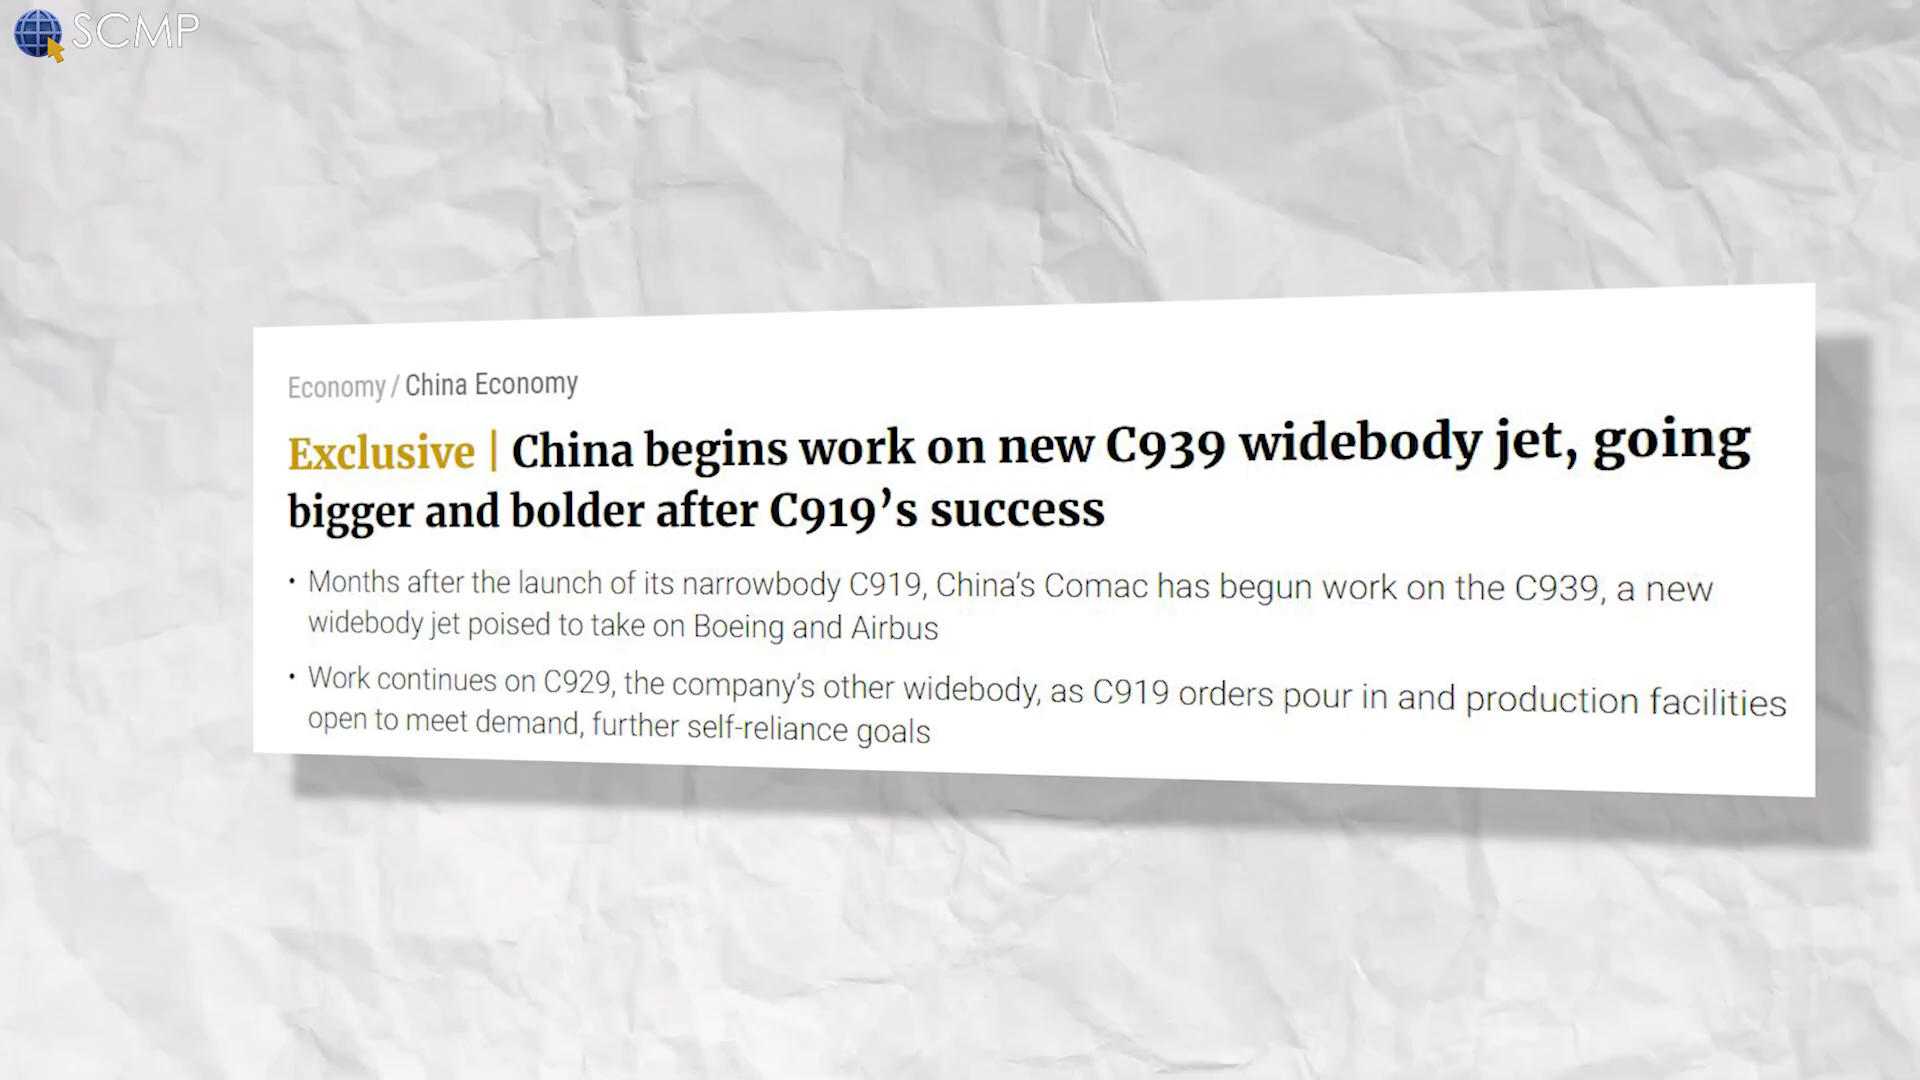 SCMP
Economy / China Economy
Exclusive | China begins work on new C939 widebody jet, going
bigger and bolder after C919’s success
• Months after the launch of its narrowbody C919, China’s Comac has begun work on the C939, a new
widebody jet poised to take on Boeing and Airbus
• Work continues on C929, the company’s other widebody, as C919 orders pour in and production facilities
open to meet demand, further self-reliance goals